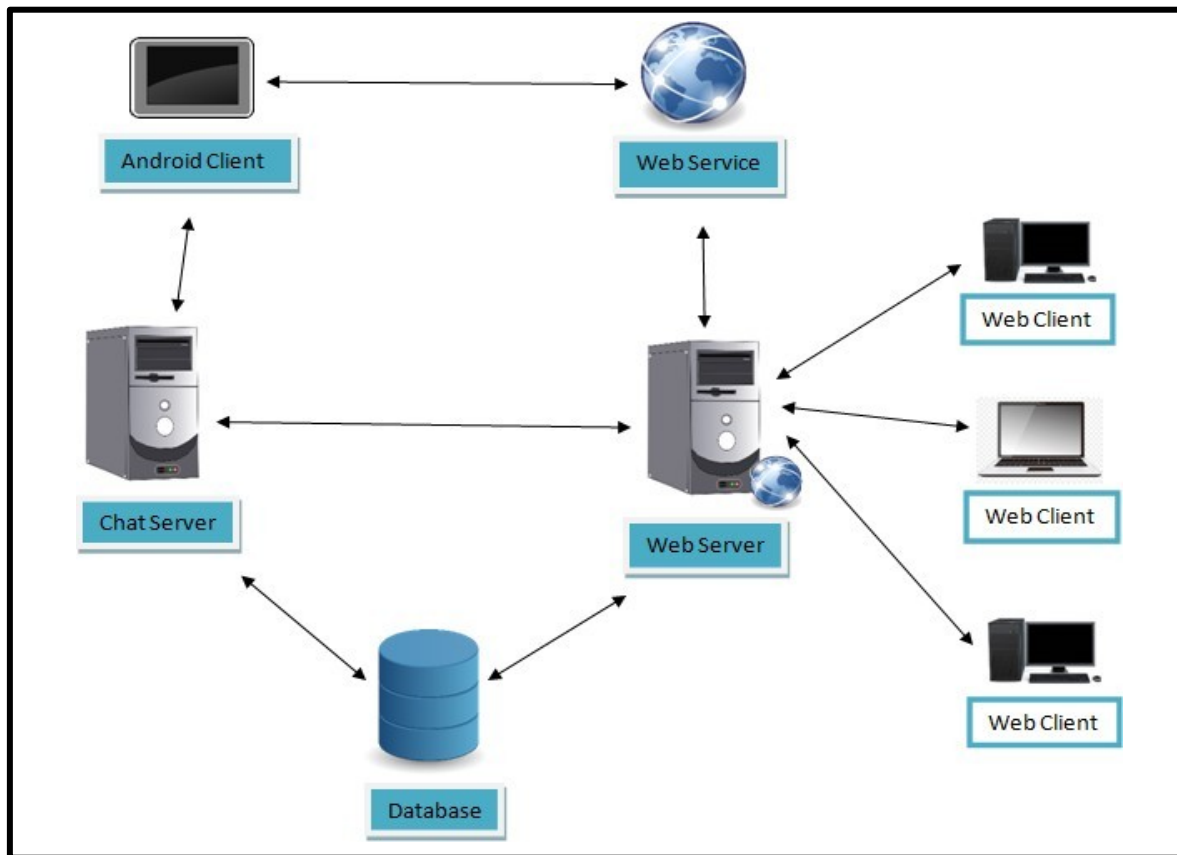 Android Client
Web Service
Web Client
Web Client
Chat Server
Web Server
Web Client
Database